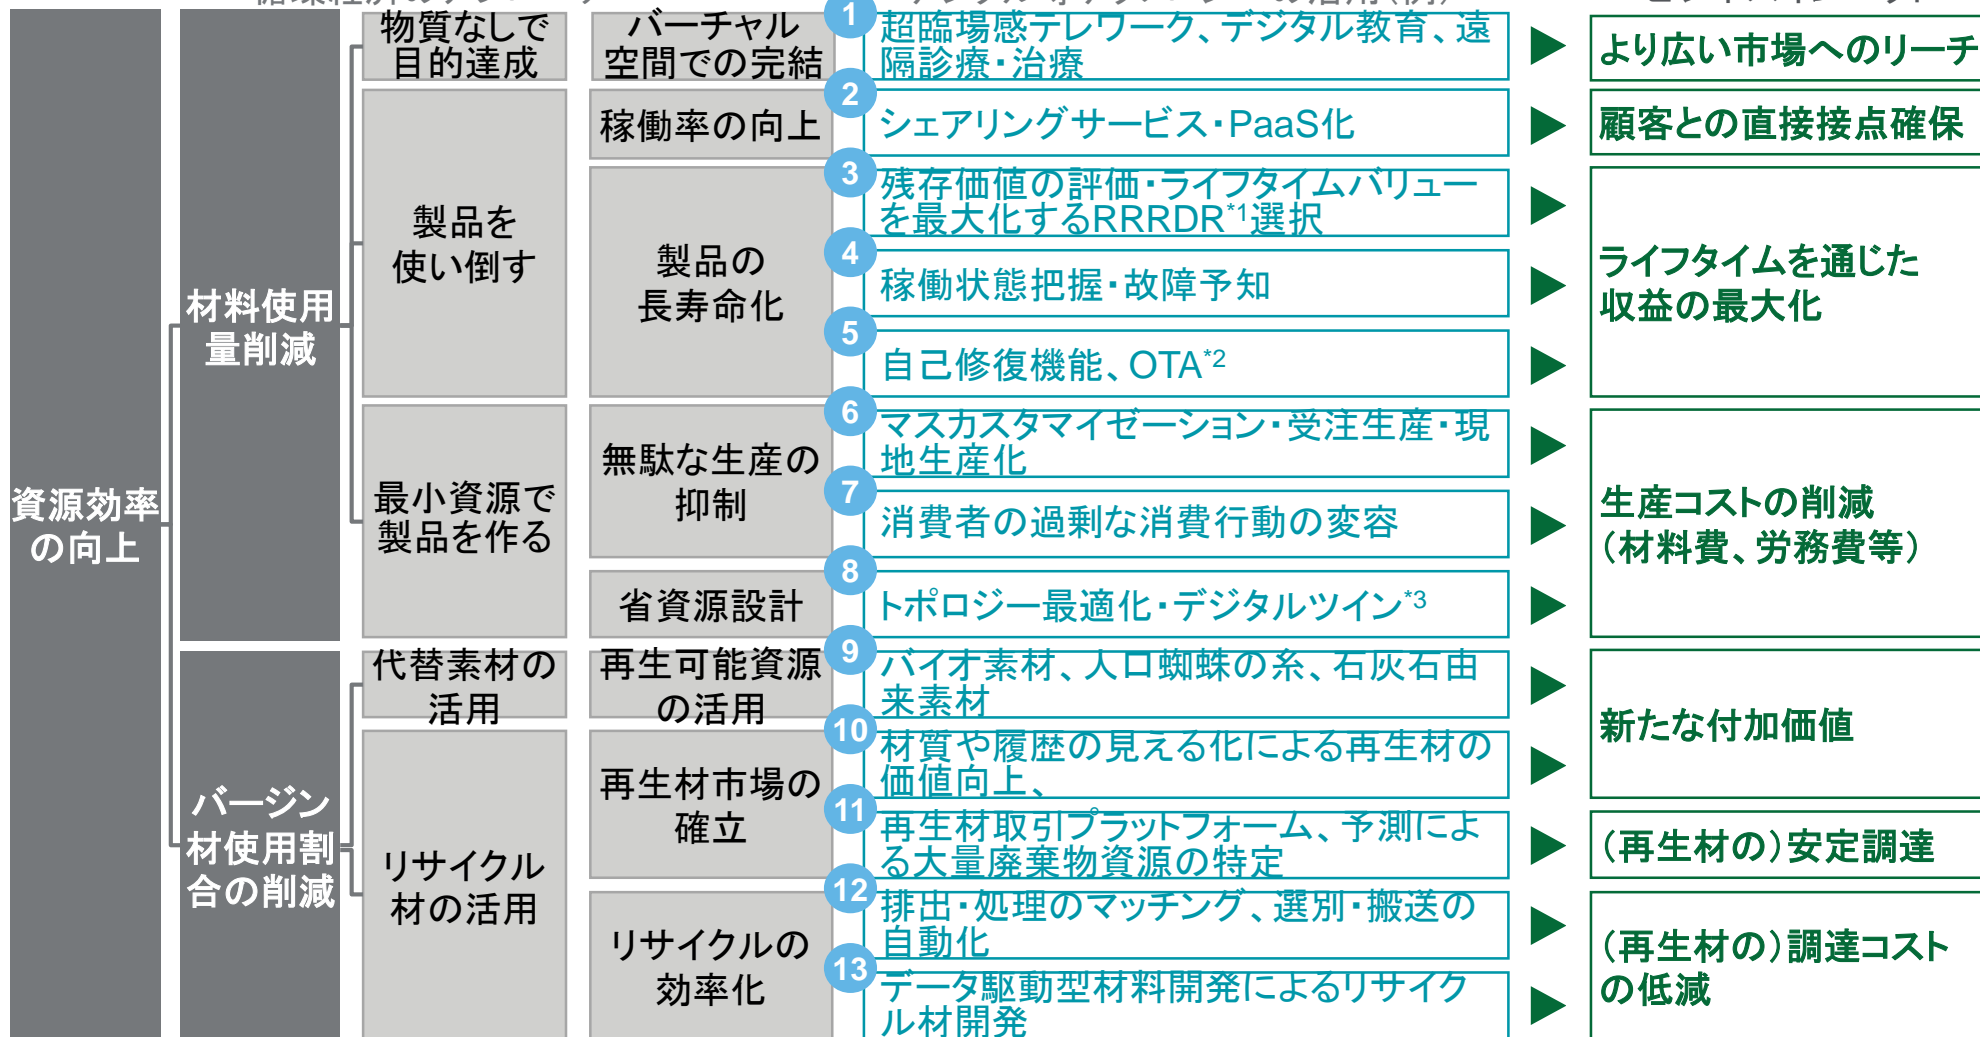 資源効率
の向上
材料使用
量削減
バージン
材使用割
合の削減
物質なしで
目的達成
製品を
使い倒す
最小資源で
製品を作る
代替素材の
活用
リサイクル
材の活用
バーチャル
空間での完結
稼働率の向上
製品の
長寿命化
無駄な生産の
抑制
省資源設計
再生可能資源
の活用
再生材市場の
確立
リサイクルの
効率化
1
超臨場感テレワーク、デジタル教育、遠
隔診療・治療
2
シェアリングサービス・PaaS化
3
残存価値の評価・ライフタイムバリュー
を最大化するRRRDR*1選択
4
稼働状態把握・故障予知
5
自己修復機能、OTA*2
6
マスカスタマイゼーション・受注生産・現
地生産化
7
消費者の過剰な消費行動の変容
8
トポロジー最適化・デジタルツイン*3
9
バイオ素材、人口蜘蛛の糸、石灰石由
来素材
10
材質や履歴の見える化による再生材の
価値向上、
11
再生材取引プラットフォーム、予測によ
る大量廃棄物資源の特定
12
排出・処理のマッチング、選別・搬送の
自動化
13
データ駆動型材料開発によるリサイク
ル材開発
より広い市場へのリーチ
顧客との直接接点確保
ライフタイムを通じた
収益の最大化
生産コストの削減
(材料費、労務費等)
新たな付加価値
(再生材の)安定調達
(再生材の)調達コスト
の低減